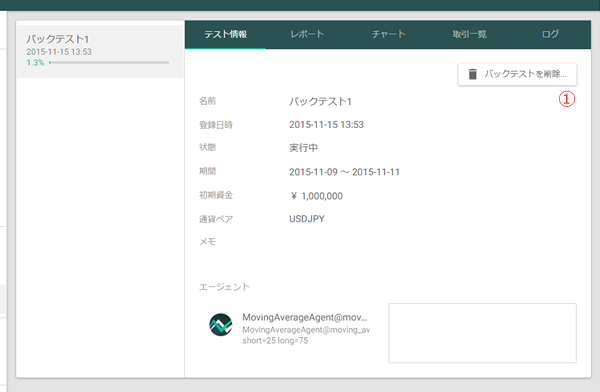 バックテスト1
2015-11-15 13:53
1.3%
テスト情報
レポート
チャート
取引一覧
ログ
バックテストを削除...
①
名前 バックテスト1
登録日時 2015-11-15 13:53
状態 実行中
期間 2015-11-09 ～ 2015-11-11
初期資金 ¥ 1,000,000
通貨ペア USDJPY
メモ
エージェント
MovingAverageAgent@mov...
MovingAverageAgent@moving_av
short=25 long=75